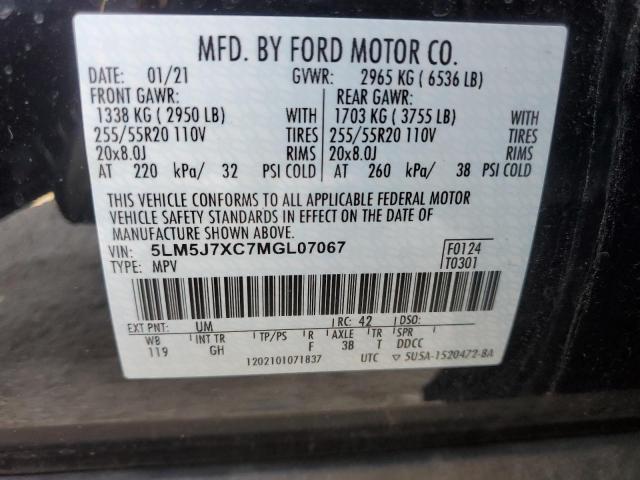 MFD. BY FORD MOTOR CO.
DATE: 01/21 GVWR: 2965 KG ( 6536 LB)
FRONT GAWR: REAR GAWR:
1338 KG ( 2950 LB) WITH 1703 KG ( 3755 LB) WITH
255/55R20 110V TIRES 255/55R20 110V TIRES
20x8.0J RIMS 20x8.0J RIMS
AT 220 kPa/ 32 PSI COLD AT 260 kPa/ 38 PSI COLD
THIS VEHICLE CONFORMS TO ALL APPLICABLE FEDERAL MOTOR
VEHICLE SAFETY STANDARDS IN EFFECT ON THE DATE OF
MANUFACTURE SHOWN ABOVE.
VIN: 5LM5J7XC7MGL07067 F0124
TYPE: MPV T0301
EXT PNT: UM RC: 42 DSO:
WB INT TR TP/PS R AXLE TR SPR
119 GH F 3B T DDCC
1202101071837 UTC ▽ 5USA-1520472-BA